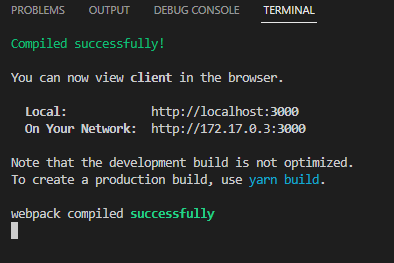 PROBLEMS OUTPUT DEBUG CONSOLE TERMINAL
Compiled successfully!
You can now view client in the browser.
Local: http://localhost:3000
On Your Network: http://172.17.0.3:3000
Note that the development build is not optimized.
To create a production build, use yarn build.
webpack compiled successfully